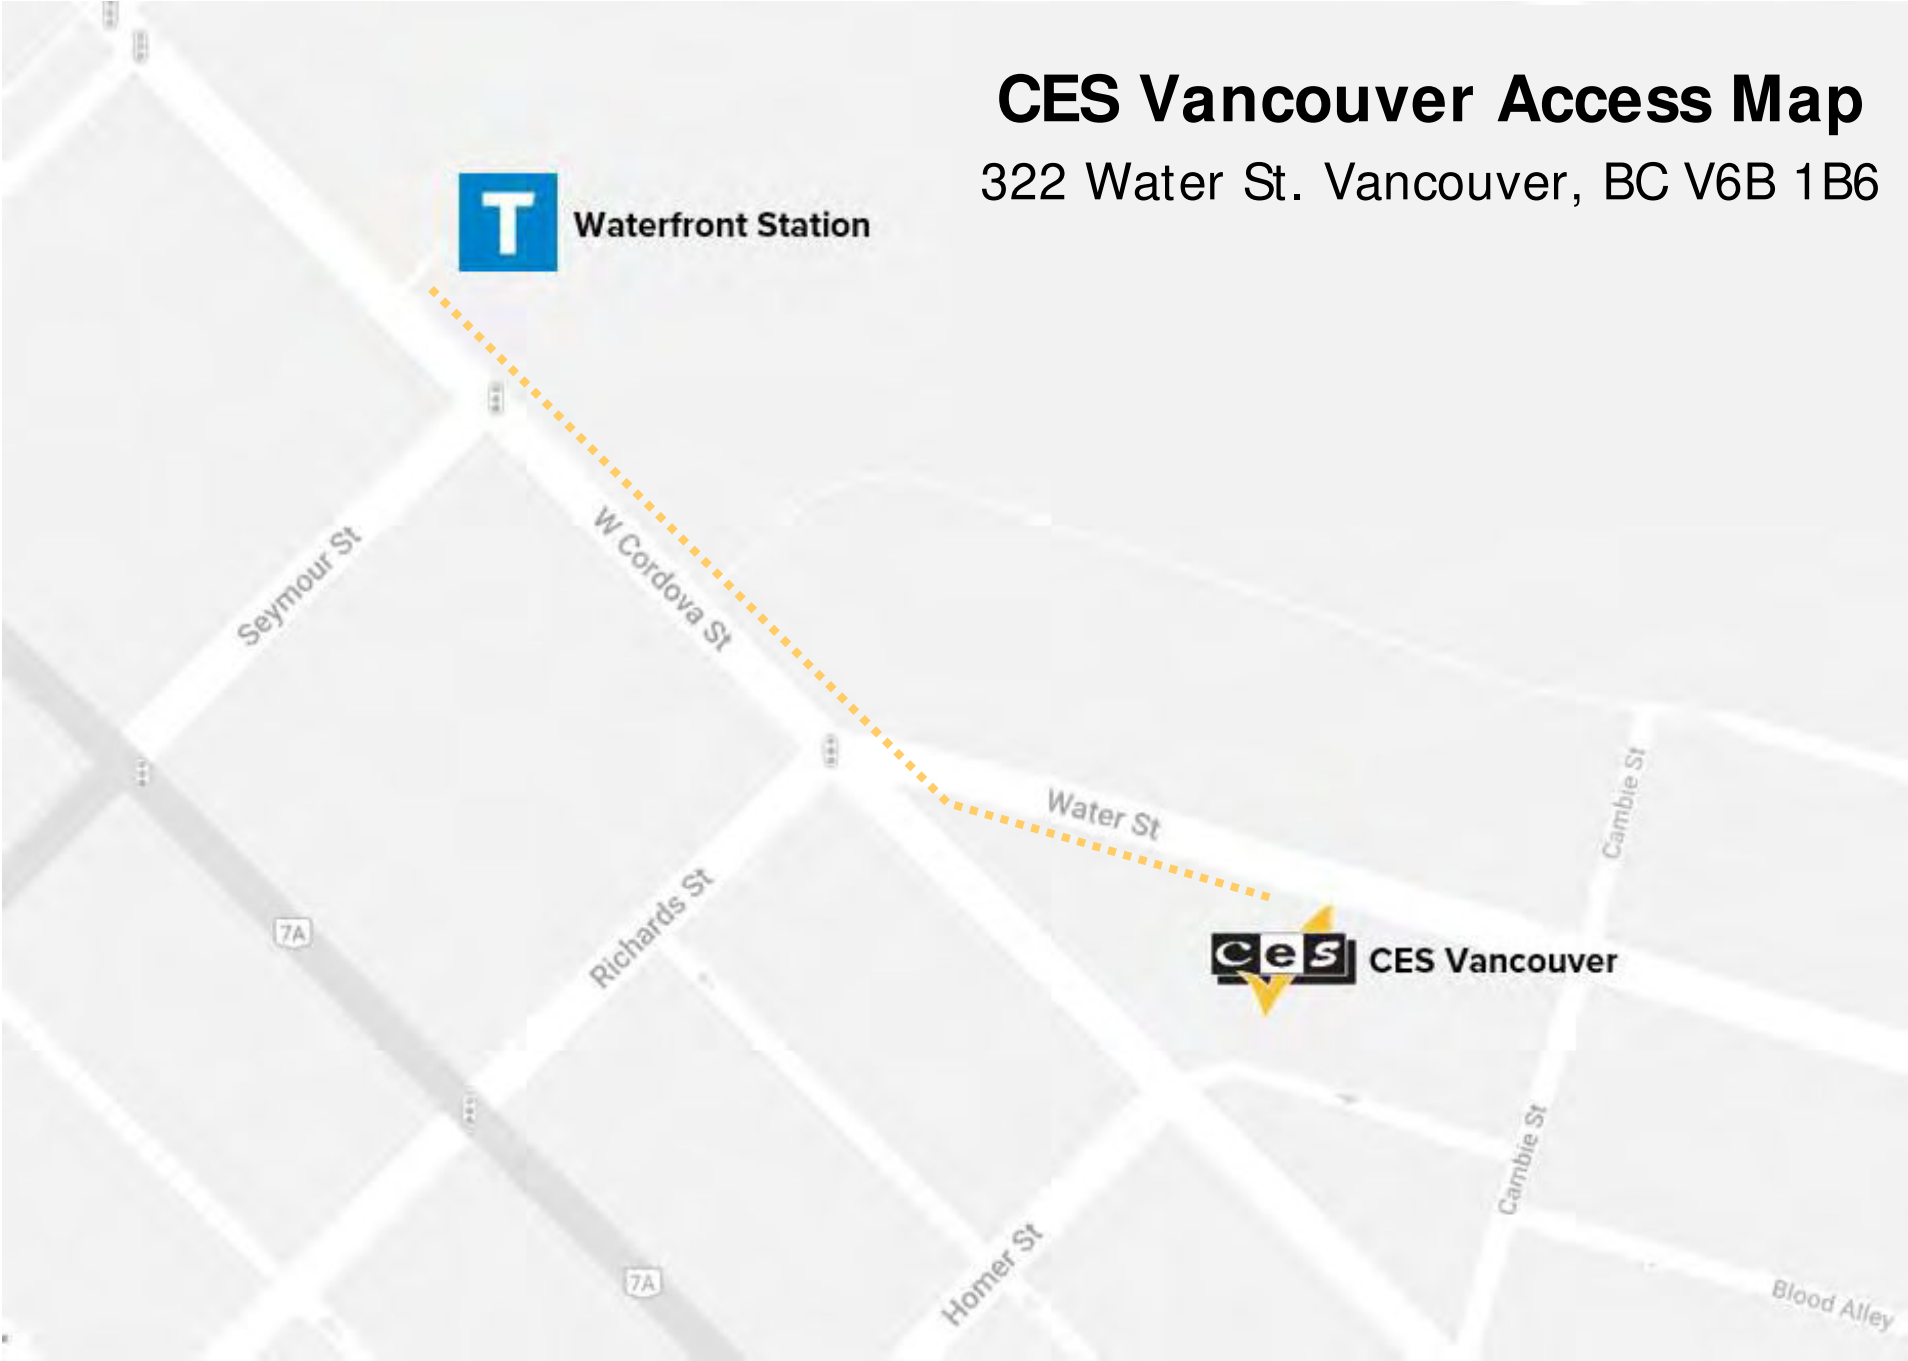 CES Vancouver Access Map
322 Water St. Vancouver, BC V6B 1B6
T
Waterfront Station
Seymour St
W Cordova St
Water St
Cambie St
Richards St
7A
ces
CES Vancouver
Cambie St
Homer St
7A
Blood Alley